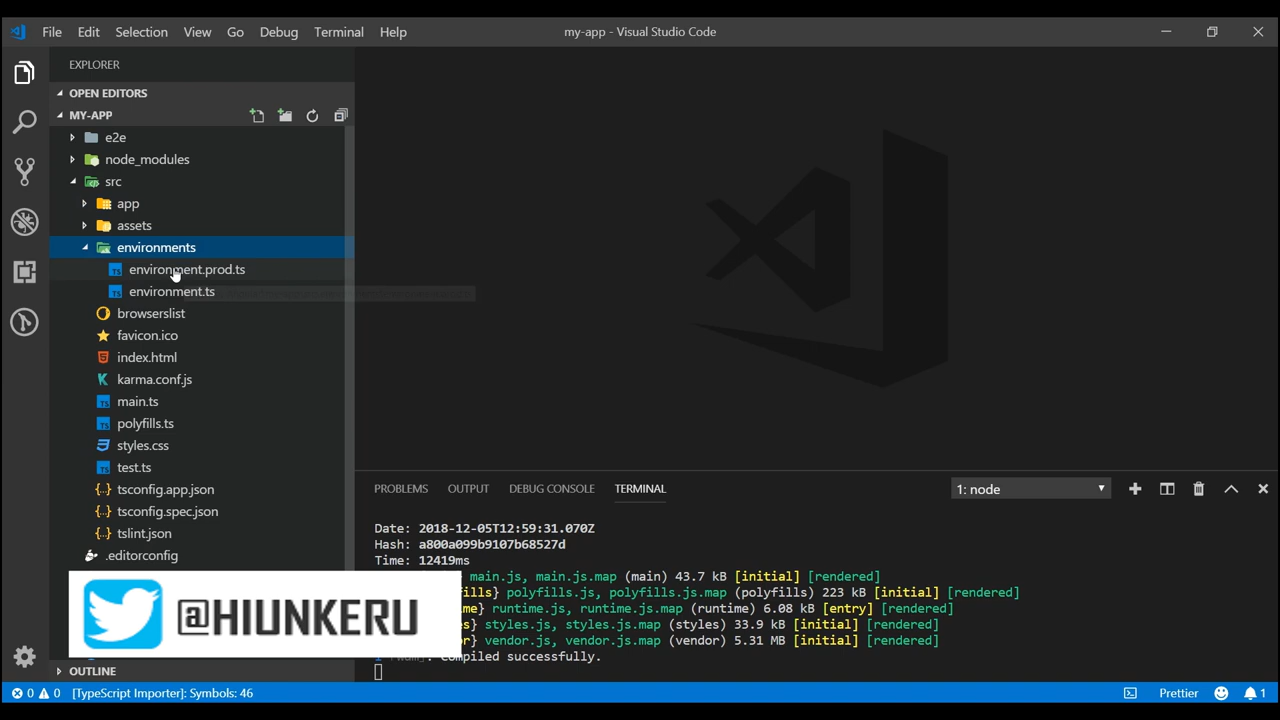 File Edit Selection View Go Debug Terminal Help
my-app - Visual Studio Code
EXPLORER
OPEN EDITORS
MY-APP
e2e
node_modules
src
app
assets
environments
environment.prod.ts
environment.ts
browserslist
favicon.ico
index.html
karma.conf.js
main.ts
polyfills.ts
styles.css
test.ts
tsconfig.app.json
tsconfig.spec.json
tslint.json
.editorconfig
@HIUNKERU
OUTLINE
PROBLEMS OUTPUT DEBUG CONSOLE TERMINAL
1: node
Date: 2018-12-05T12:59:31.070Z
Hash: a800a099b9107b68527d
Time: 12419ms
main.js, main.js.map (main) 43.7 kB [initial] [rendered]
fills} polyfills.js, polyfills.js.map (polyfills) 223 kB [initial] [rendered]
me} runtime.js, runtime.js.map (runtime) 6.08 kB [entry] [rendered]
s} styles.js, styles.js.map (styles) 33.9 kB [initial] [rendered]
r} vendor.js, vendor.js.map (vendor) 5.31 MB [initial] [rendered]
Compiled successfully.
0 0 [TypeScript Importer]: Symbols: 46
Prettier
1